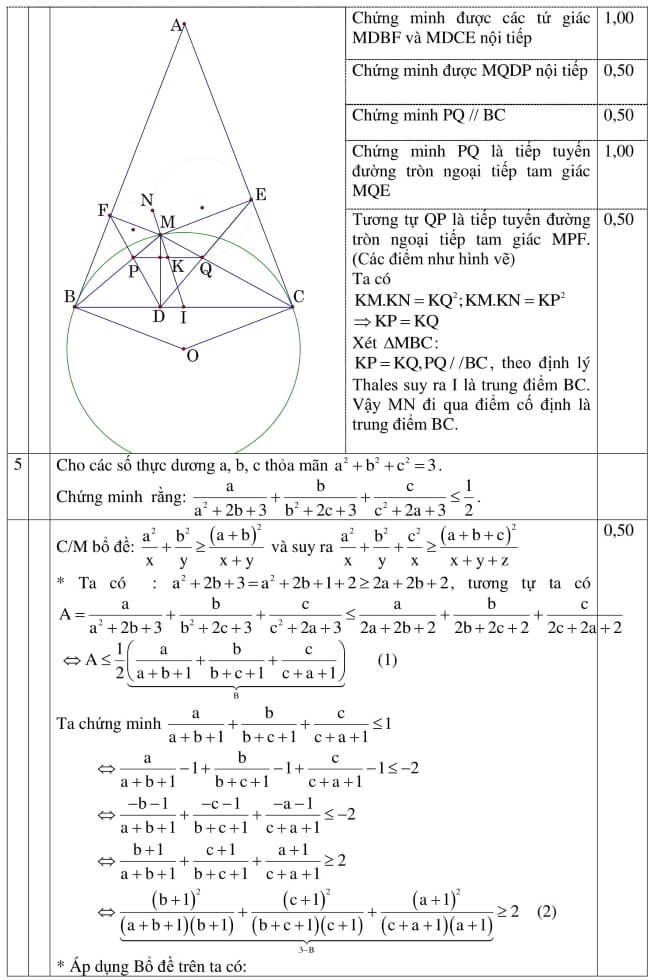 A
N
E
F
M
P
K
Q
B
D
I
C
O
Chứng minh được các tứ giác 1,00
MDBF và MDCE nội tiếp
Chứng minh được MQDP nội tiếp 0,50
Chứng minh PQ // BC 0,50
Chứng minh PQ là tiếp tuyến 1,00
đường tròn ngoại tiếp tam giác
MQE
Tương tự QP là tiếp tuyến đường 0,50
tròn ngoại tiếp tam giác MPF.
(Các điểm như hình vẽ)
Ta có
KM.KN = KQ²; KM.KN = KP²
⇒ KP = KQ
Xét ΔMBC:
KP = KQ, PQ // BC, theo định lý
Thales suy ra I là trung điểm BC.
Vậy MN đi qua điểm cố định là
trung điểm BC.
5 Cho các số thực dương a, b, c thỏa mãn a² + b² + c² = 3.
Chứng minh rằng: a/(a² + 2b + 3) + b/(b² + 2c + 3) + c/(c² + 2a + 3) ≤ 1/2.
C/M bổ đề: a²/x + b²/y ≥ (a + b)²/(x + y) và suy ra a²/x + b²/y + c²/x ≥ (a + b + c)²/(x + y + z) 0,50
* Ta có : a² + 2b + 3 = a² + 2b + 1 + 2 ≥ 2a + 2b + 2, tương tự ta có
A = a/(a² + 2b + 3) + b/(b² + 2c + 3) + c/(c² + 2a + 3) ≤ a/(2a + 2b + 2) + b/(2b + 2c + 2) + c/(2c + 2a + 2)
⇔ A ≤ 1/2 (a/(a + b + 1) + b/(b + c + 1) + c/(c + a + 1)) (1)
B
Ta chứng minh a/(a + b + 1) + b/(b + c + 1) + c/(c + a + 1) ≤ 1
⇔ a/(a + b + 1) − 1 + b/(b + c + 1) − 1 + c/(c + a + 1) − 1 ≤ −2
⇔ (−b − 1)/(a + b + 1) + (−c − 1)/(b + c + 1) + (−a − 1)/(c + a + 1) ≤ −2
⇔ (b + 1)/(a + b + 1) + (c + 1)/(b + c + 1) + (a + 1)/(c + a + 1) ≥ 2
⇔ (b + 1)²/((a + b + 1)(b + 1)) + (c + 1)²/((b + c + 1)(c + 1)) + (a + 1)²/((c + a + 1)(a + 1)) ≥ 2 (2)
3−B
* Áp dụng Bổ đề trên ta có: